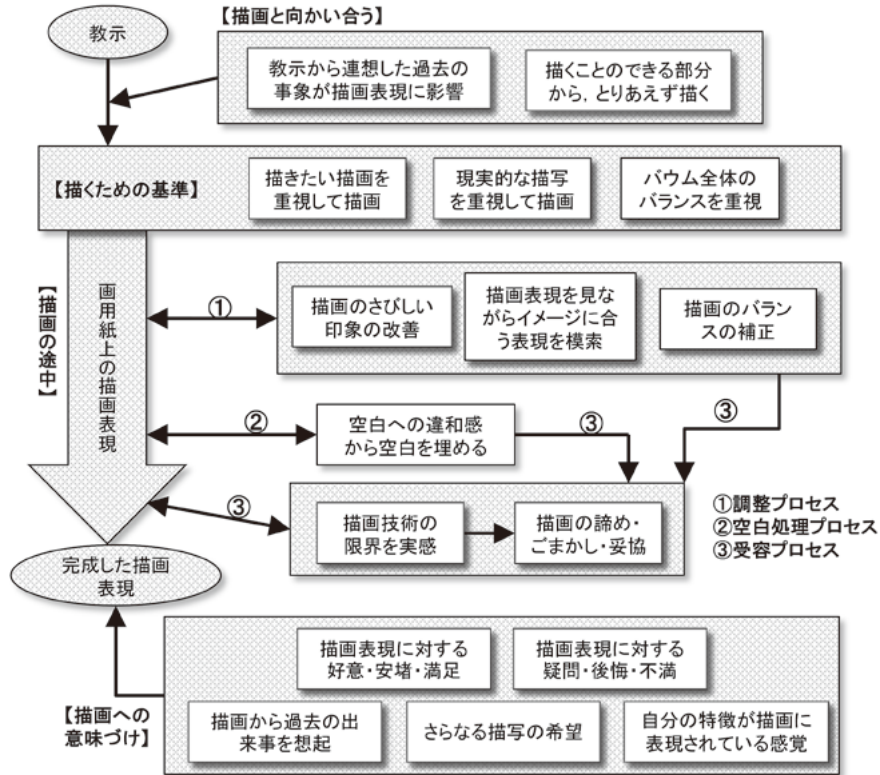 教示
【描画と向かい合う】
教示から連想した過去の
事象が描画表現に影響
描くことのできる部分
から，とりあえず描く
【描くための基準】
描きたい描画を
重視して描画
現実的な描写
を重視して描画
バウム全体の
バランスを重視
【描画の途中】
画用紙上の描画表現
①
描画のさびしい
印象の改善
描画表現を見な
がらイメージに合
う表現を模索
描画のバラン
スの補正
②
空白への違和感
から空白を埋める
③
③
③
描画技術の
限界を実感
描画の諦め・
ごまかし・妥協
①調整プロセス
②空白処理プロセス
③受容プロセス
完成した描画
表現
【描画への
意味づけ】
描画表現に対する
好意・安堵・満足
描画表現に対する
疑問・後悔・不満
描画から過去の出
来事を想起
さらなる描写の希望
自分の特徴が描画に
表現されている感覚